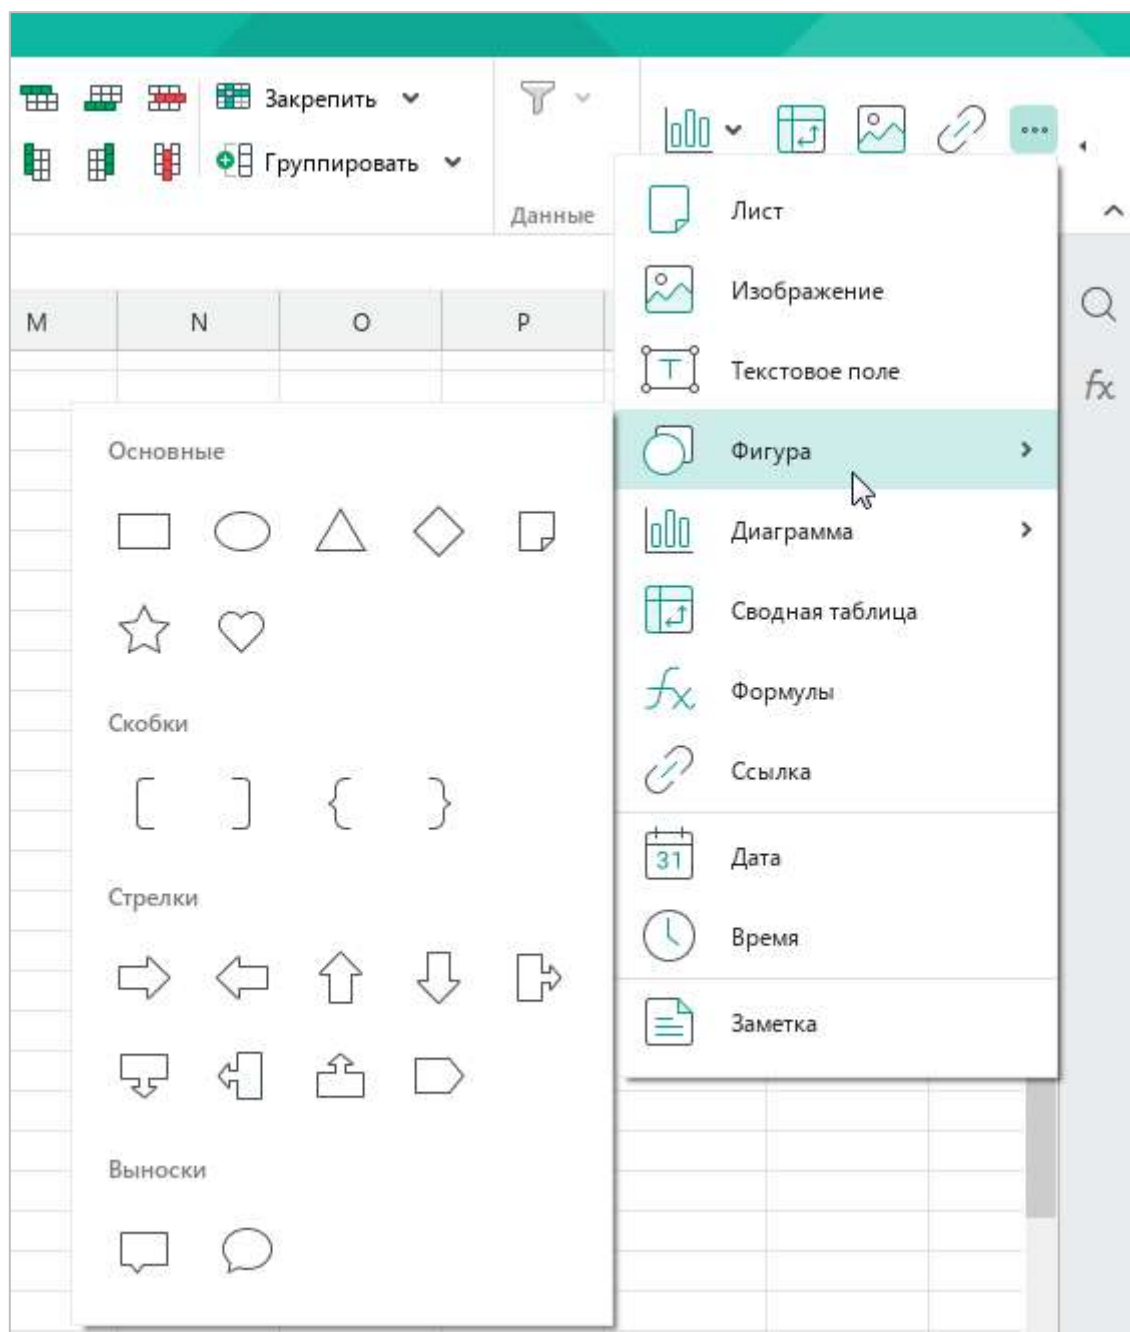 Закрепить
Группировать
Данные
M N O P
fx
Лист
Изображение
Текстовое поле
Фигура
Диаграмма
Сводная таблица
Формулы
Ссылка
31 Дата
Время
Заметка
Основные
Скобки
Стрелки
Выноски